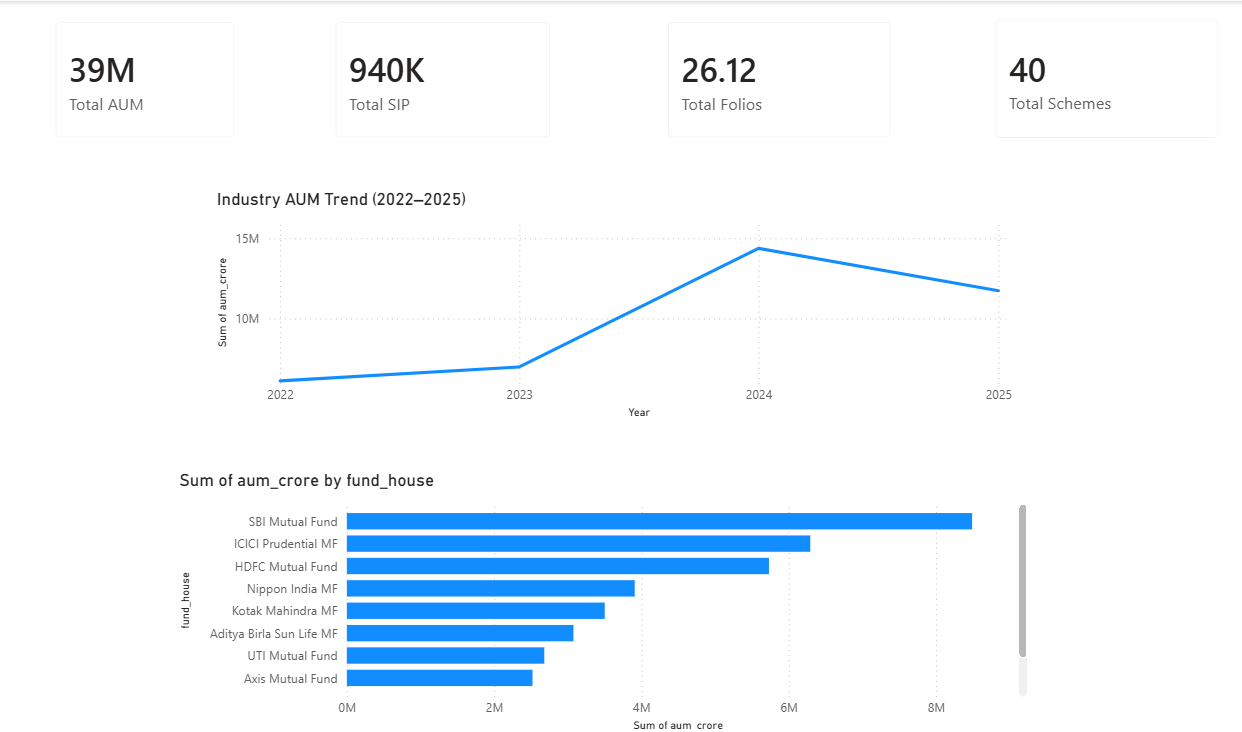 39M
Total AUM
940K
Total SIP
26.12
Total Folios
40
Total Schemes
Industry AUM Trend (2022–2025)
15M
10M
Sum of aum_crore
2022 2023 2024 2025
Year
Sum of aum_crore by fund_house
fund_house
SBI Mutual Fund
ICICI Prudential MF
HDFC Mutual Fund
Nippon India MF
Kotak Mahindra MF
Aditya Birla Sun Life MF
UTI Mutual Fund
Axis Mutual Fund
0M 2M 4M 6M 8M
Sum of aum_crore